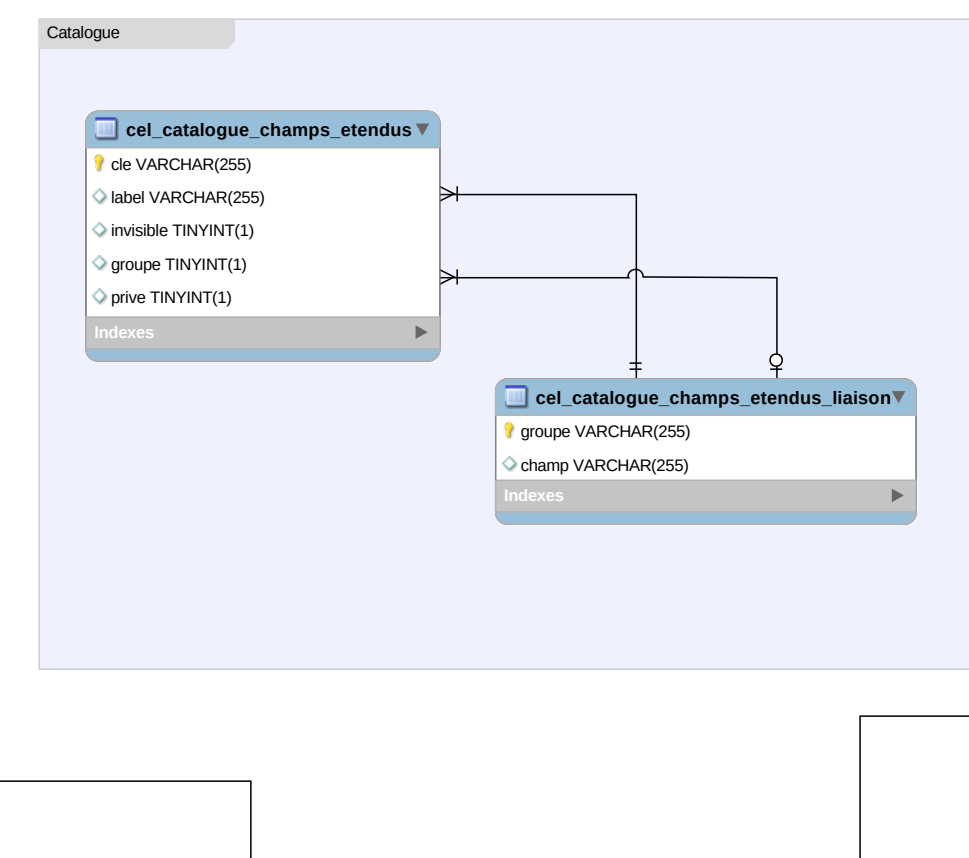 Catalogue
cel_catalogue_champs_etendus
cle VARCHAR(255)
label VARCHAR(255)
invisible TINYINT(1)
groupe TINYINT(1)
prive TINYINT(1)
Indexes
cel_catalogue_champs_etendus_liaison
groupe VARCHAR(255)
champ VARCHAR(255)
Indexes